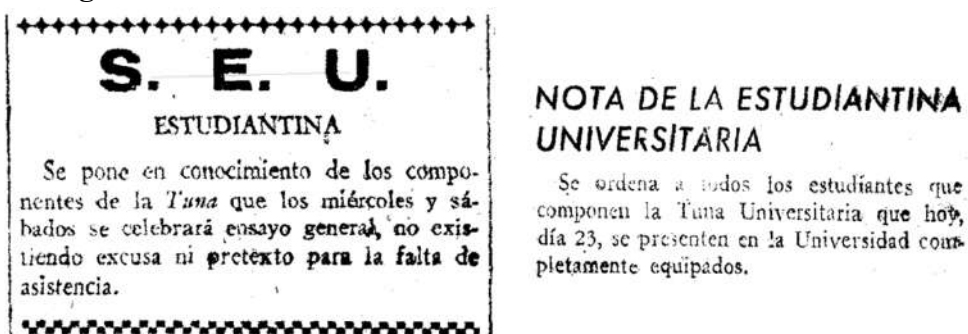 S. E. U.
ESTUDIANTINA
Se pone en conocimiento de los compo-
nentes de la Tuna que los miércoles y sá-
bados se celebrará ensayo general, no exis-
tiendo excusa ni pretexto para la falta de
asistencia.
NOTA DE LA ESTUDIANTINA
UNIVERSITARIA
Se ordena a todos los estudiantes que
componen la Tuna Universitaria que hoy,
día 23, se presenten en la Universidad com-
pletamente equipados.